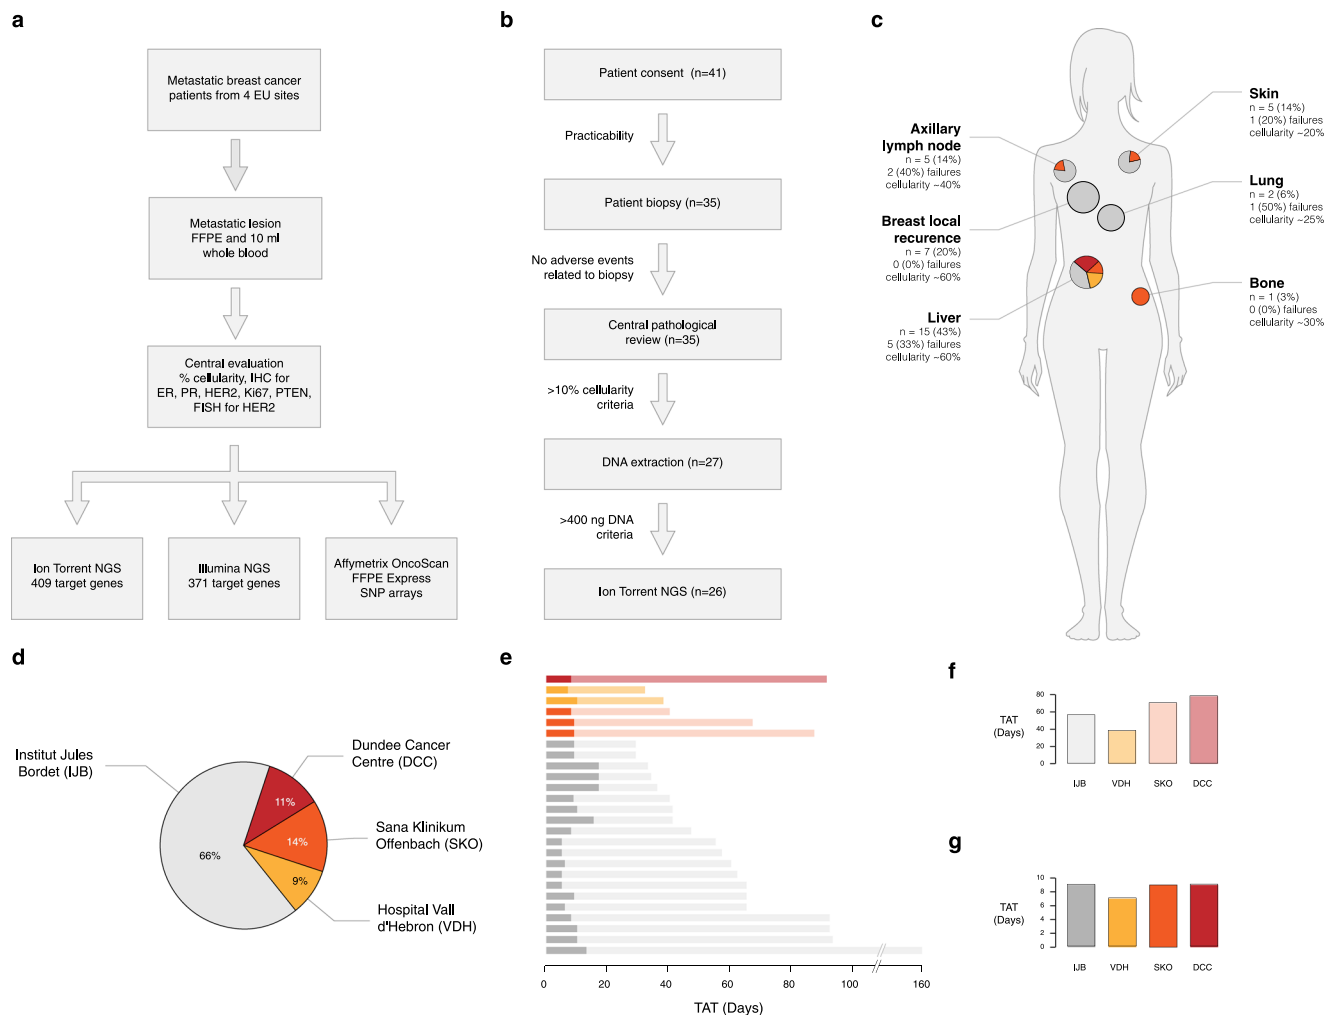 a
Metastatic breast cancer
patients from 4 EU sites
Metastatic lesion
FFPE and 10 ml
whole blood
Central evaluation
% cellularity, IHC for
ER, PR, HER2, Ki67, PTEN,
FISH for HER2
Ion Torrent NGS
409 target genes
Illumina NGS
371 target genes
Affymetrix OncoScan
FFPE Express
SNP arrays
b
Patient consent (n=41)
Practicability
Patient biopsy (n=35)
No adverse events
related to biopsy
Central pathological
review (n=35)
>10% cellularity
criteria
DNA extraction (n=27)
>400 ng DNA
criteria
Ion Torrent NGS (n=26)
c
Axillary
lymph node
n = 5 (14%)
2 (40%) failures
cellularity ~40%
Breast local
recurence
n = 7 (20%)
0 (0%) failures
cellularity ~60%
Liver
n = 15 (43%)
5 (33%) failures
cellularity ~60%
Skin
n = 5 (14%)
1 (20%) failures
cellularity ~20%
Lung
n = 2 (6%)
1 (50%) failures
cellularity ~25%
Bone
n = 1 (3%)
0 (0%) failures
cellularity ~30%
d
Institut Jules
Bordet (IJB)
Dundee Cancer
Centre (DCC)
Sana Klinikum
Offenbach (SKO)
Hospital Vall
d'Hebron (VDH)
11%
14%
9%
66%
e
0 20 40 60 80 100 160
TAT (Days)
f
TAT
(Days)
80
60
40
20
0
IJB VDH SKO DCC
g
TAT
(Days)
10
8
6
4
2
0
IJB VDH SKO DCC